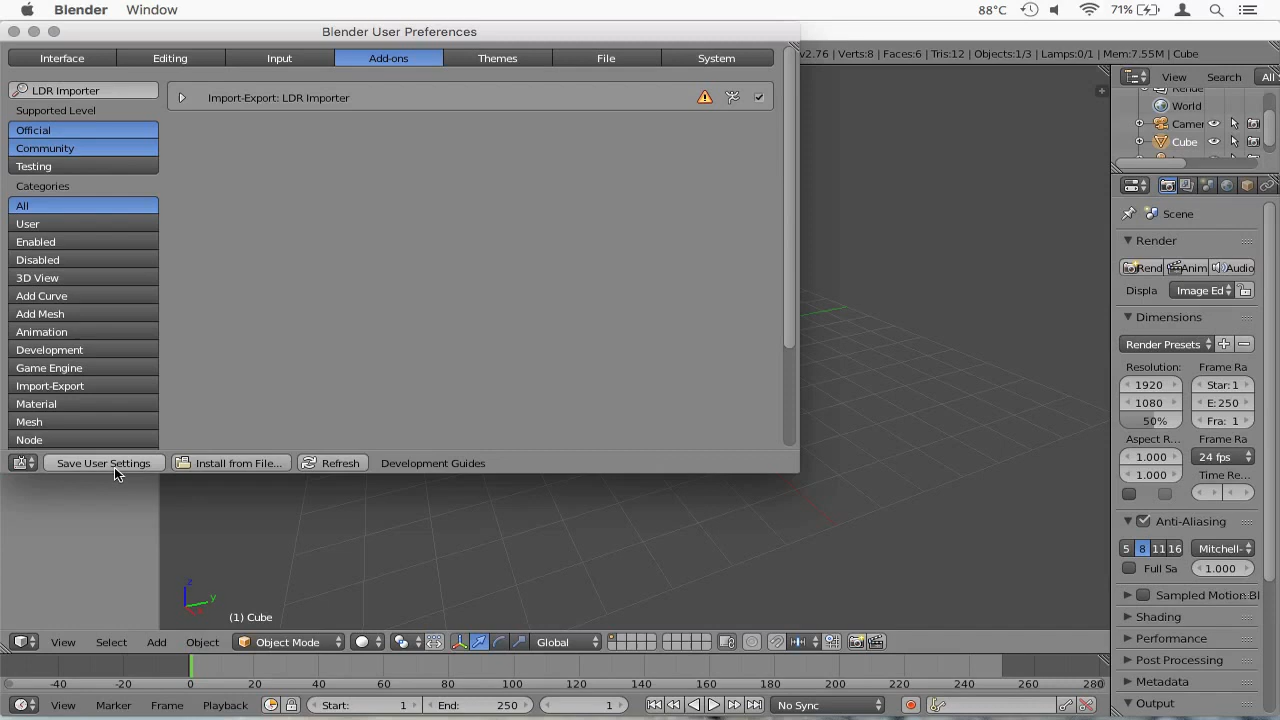 Blender Window 88°C 71%
Blender User Preferences
Interface Editing Input Add-ons Themes File System
v2.76 | Verts:8 | Faces:6 | Tris:12 | Objects:1/3 | Lamps:0/1 | Mem:7.55M | Cube
LDR Importer
Import-Export: LDR Importer
Supported Level
Official
Community
Testing
Categories
All
User
Enabled
Disabled
3D View
Add Curve
Add Mesh
Animation
Development
Game Engine
Import-Export
Material
Mesh
Node
Save User Settings Install from File... Refresh Development Guides
View Search All
World
Camer
Cube
Scene
Render
Rend Anim Audio
Displa Image Ed
Dimensions
Render Presets
Resolution: Frame Ra
1920 Star: 1
1080 E: 250
50% Fra: 1
Aspect R... Frame Ra
1.000 24 fps
1.000 Time Re...
Anti-Aliasing
5 8 11 16 Mitchell-
Full Sa 1.000
Sampled Motion Bl
Shading
Performance
Post Processing
Metadata
Output
z
y
(1) Cube
View Select Add Object Object Mode Global
-40 -20 0 20 40 60 80 100 120 140 160 180 200 220 240 260 280
View Marker Frame Playback Start: 1 End: 250 1 No Sync